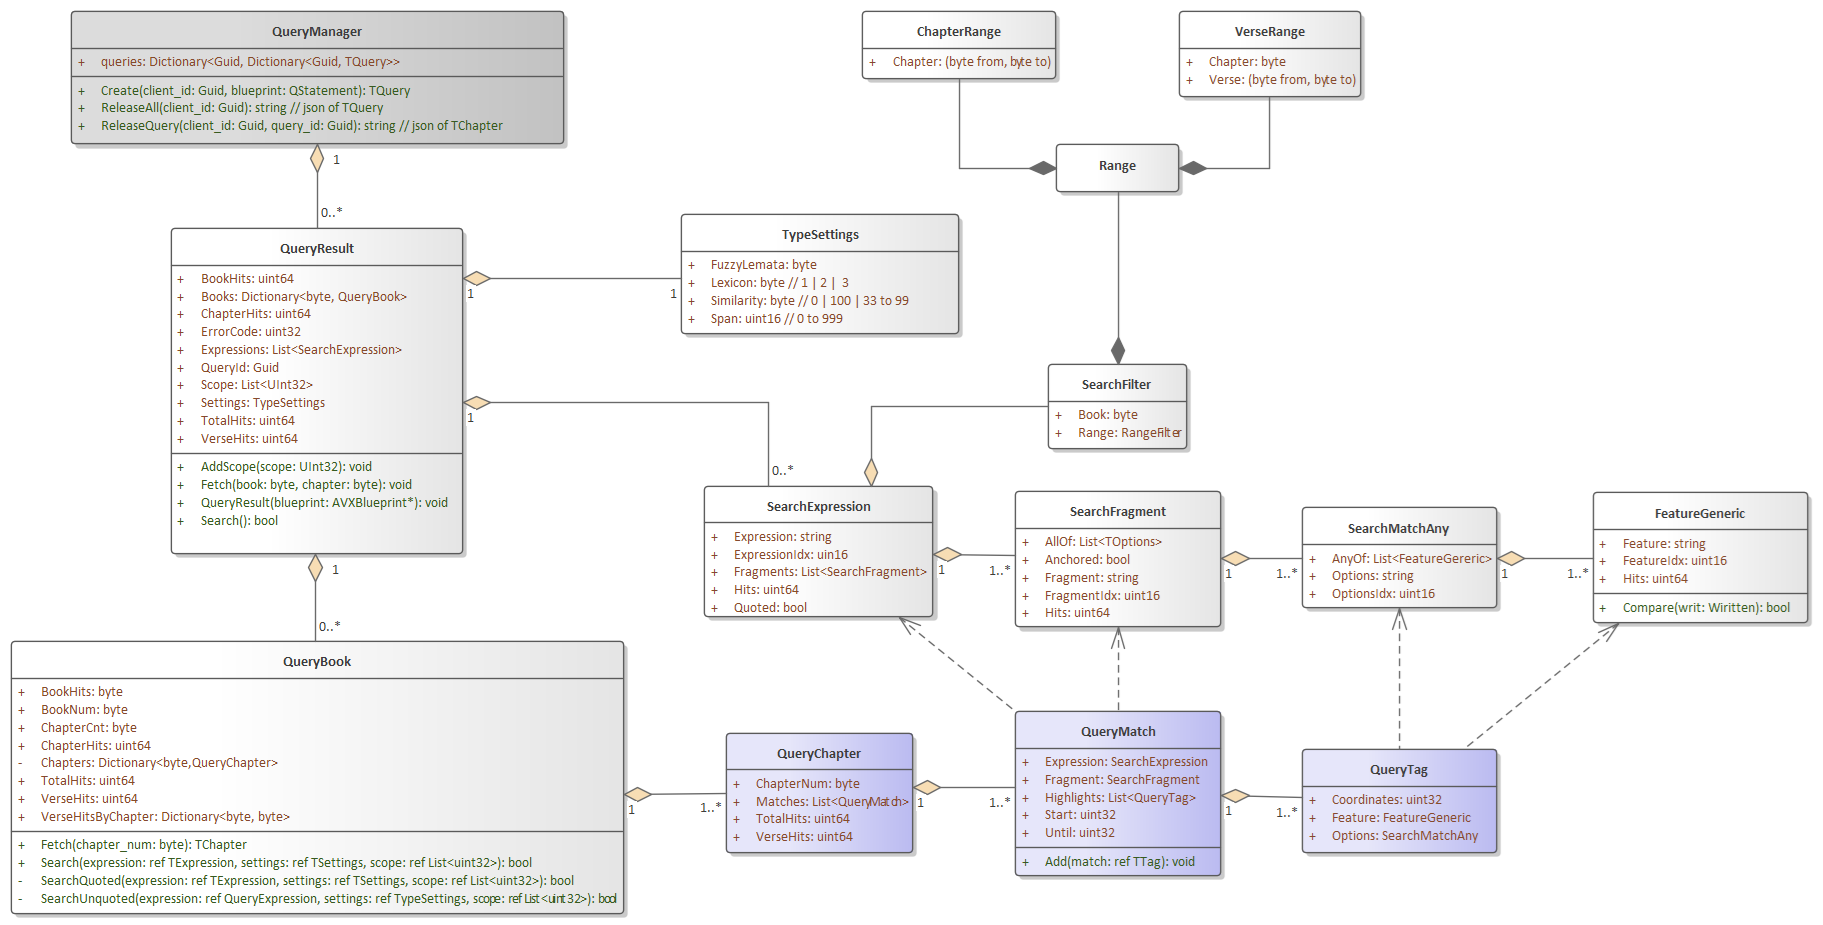 QueryManager
+ queries: Dictionary<Guid, Dictionary<Guid, TQuery>>
+ Create(client_id: Guid, blueprint: QStatement): TQuery
+ ReleaseAll(client_id: Guid): string // json of TQuery
+ ReleaseQuery(client_id: Guid, query_id: Guid): string // json of TChapter
1
0..*
ChapterRange
+ Chapter: (byte from, byte to)
VerseRange
+ Chapter: byte
+ Verse: (byte from, byte to)
Range
QueryResult
+ BookHits: uint64
+ Books: Dictionary<byte, QueryBook>
+ ChapterHits: uint64
+ ErrorCode: uint32
+ Expressions: List<SearchExpression>
+ QueryId: Guid
+ Scope: List<UInt32>
+ Settings: TypeSettings
+ TotalHits: uint64
+ VerseHits: uint64
+ AddScope(scope: UInt32): void
+ Fetch(book: byte, chapter: byte): void
+ QueryResult(blueprint: AVXBlueprint*): void
+ Search(): bool
1
1
TypeSettings
+ FuzzyLemata: byte
+ Lexicon: byte // 1 | 2 | 3
+ Similarity: byte // 0 | 100 | 33 to 99
+ Span: uint16 // 0 to 999
1
0..*
SearchFilter
+ Book: byte
+ Range: RangeFilter
SearchExpression
+ Expression: string
+ ExpressionIdx: uin16
+ Fragments: List<SearchFragment>
+ Hits: uint64
+ Quoted: bool
1
1..*
SearchFragment
+ AllOf: List<TOptions>
+ Anchored: bool
+ Fragment: string
+ FragmentIdx: uint16
+ Hits: uint64
1
1..*
SearchMatchAny
+ AnyOf: List<FeatureGereric>
+ Options: string
+ OptionsIdx: uint16
1
1..*
FeatureGeneric
+ Feature: string
+ FeatureIdx: uint16
+ Hits: uint64
+ Compare(writ: Wiritten): bool
1
0..*
QueryBook
+ BookHits: byte
+ BookNum: byte
+ ChapterCnt: byte
+ ChapterHits: uint64
- Chapters: Dictionary<byte,QueryChapter>
+ TotalHits: uint64
+ VerseHits: uint64
+ VerseHitsByChapter: Dictionary<byte, byte>
+ Fetch(chapter_num: byte): TChapter
+ Search(expression: ref TExpression, settings: ref TSettings, scope: ref List<uint32>): bool
- SearchQuoted(expression: ref TExpression, settings: ref TSettings, scope: ref List<uint32>): bool
- SearchUnquoted(expression: ref QueryExpression, settings: ref TypeSettings, scope: ref List<uint32>): bool
1
1..*
QueryChapter
+ ChapterNum: byte
+ Matches: List<QueryMatch>
+ TotalHits: uint64
+ VerseHits: uint64
1
1..*
QueryMatch
+ Expression: SearchExpression
+ Fragment: SearchFragment
+ Highlights: List<QueryTag>
+ Start: uint32
+ Until: uint32
+ Add(match: ref TTag): void
1
1..*
QueryTag
+ Coordinates: uint32
+ Feature: FeatureGeneric
+ Options: SearchMatchAny